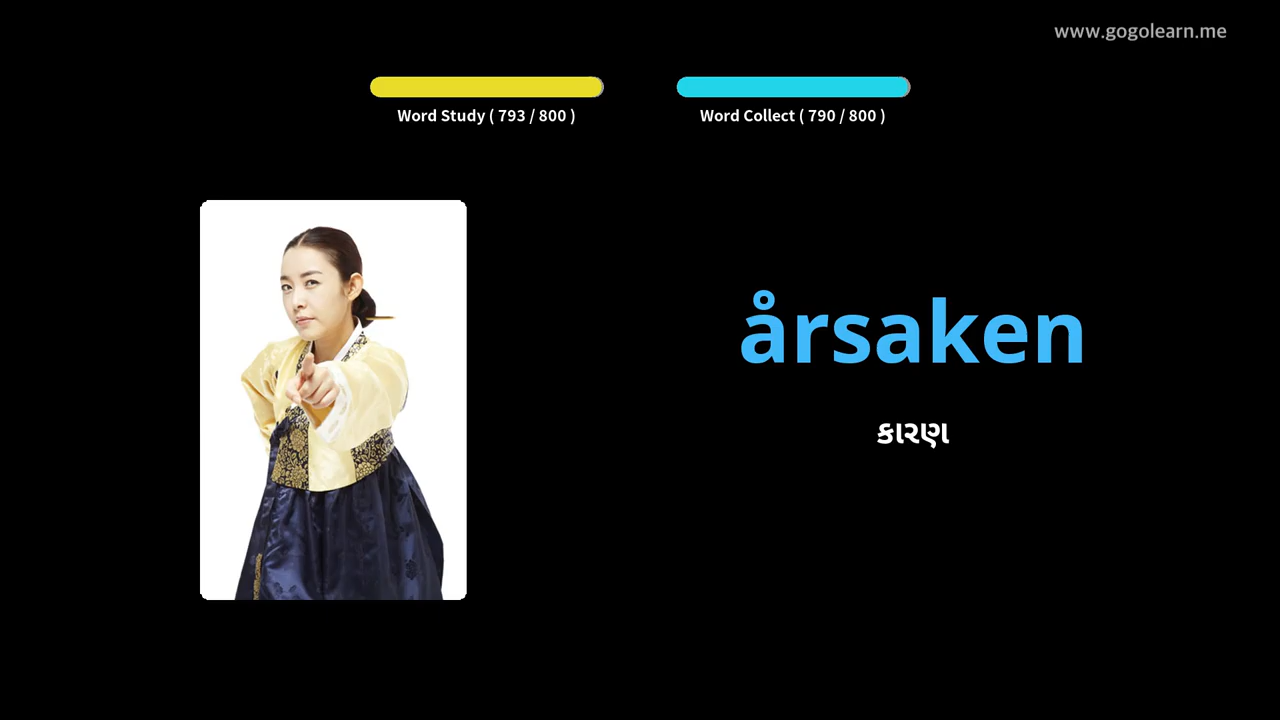 www.gogolearn.me
Word Study ( 793 / 800 )
Word Collect ( 790 / 800 )
årsaken
કારણ